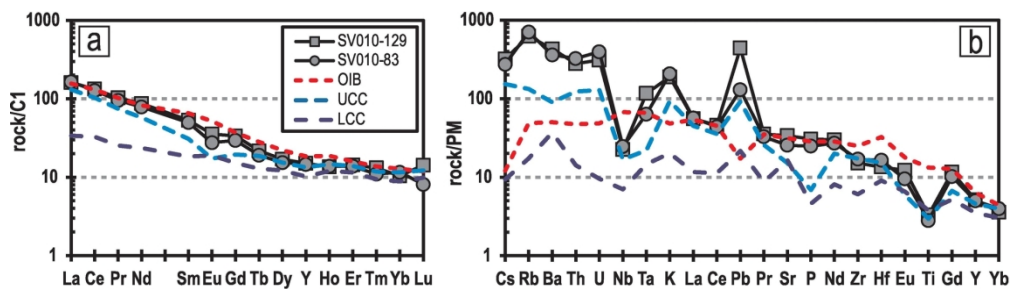 1000
100
10
1
rock/C1
a
SV010-129
SV010-83
OIB
UCC
LCC
La Ce Pr Nd Sm Eu Gd Tb Dy Y Ho Er Tm Yb Lu
1000
100
10
1
rock/PM
b
Cs Rb Ba Th U Nb Ta K La Ce Pb Pr Sr P Nd Zr Hf Eu Ti Gd Y Yb